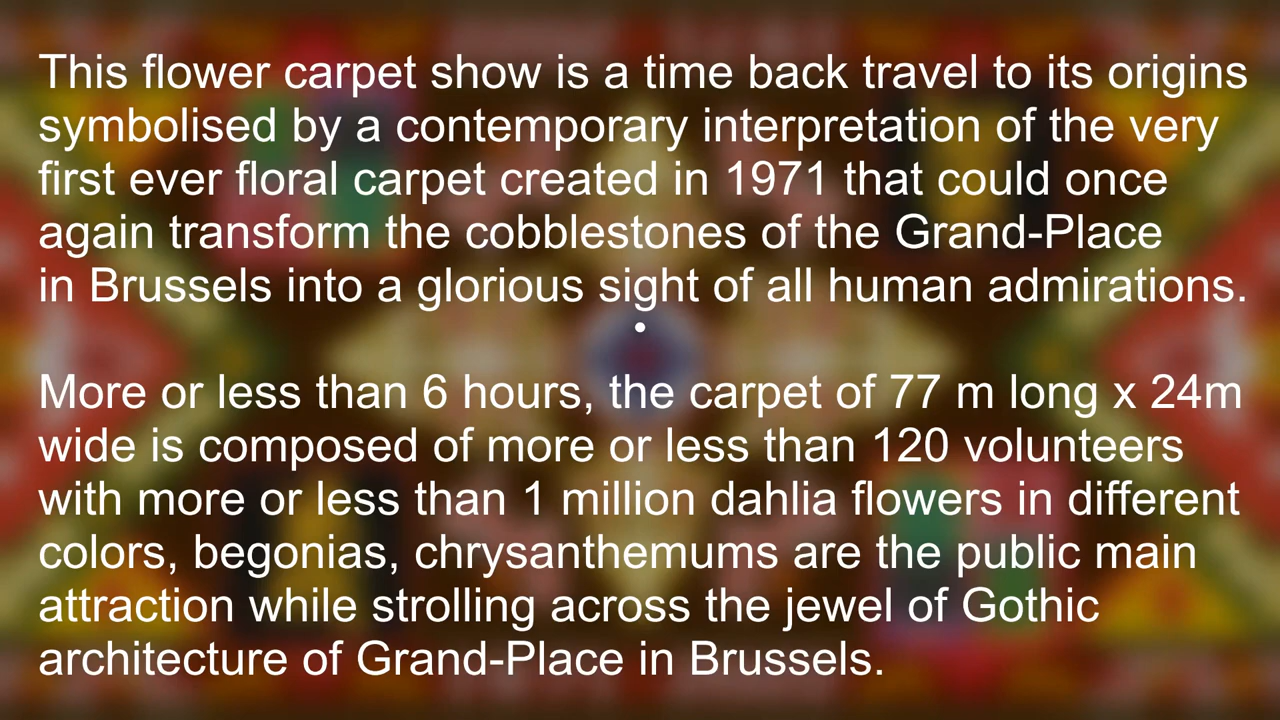 This flower carpet show is a time back travel to its origins
symbolised by a contemporary interpretation of the very
first ever floral carpet created in 1971 that could once
again transform the cobblestones of the Grand-Place
in Brussels into a glorious sight of all human admirations.
•
More or less than 6 hours, the carpet of 77 m long x 24m
wide is composed of more or less than 120 volunteers
with more or less than 1 million dahlia flowers in different
colors, begonias, chrysanthemums are the public main
attraction while strolling across the jewel of Gothic
architecture of Grand-Place in Brussels.